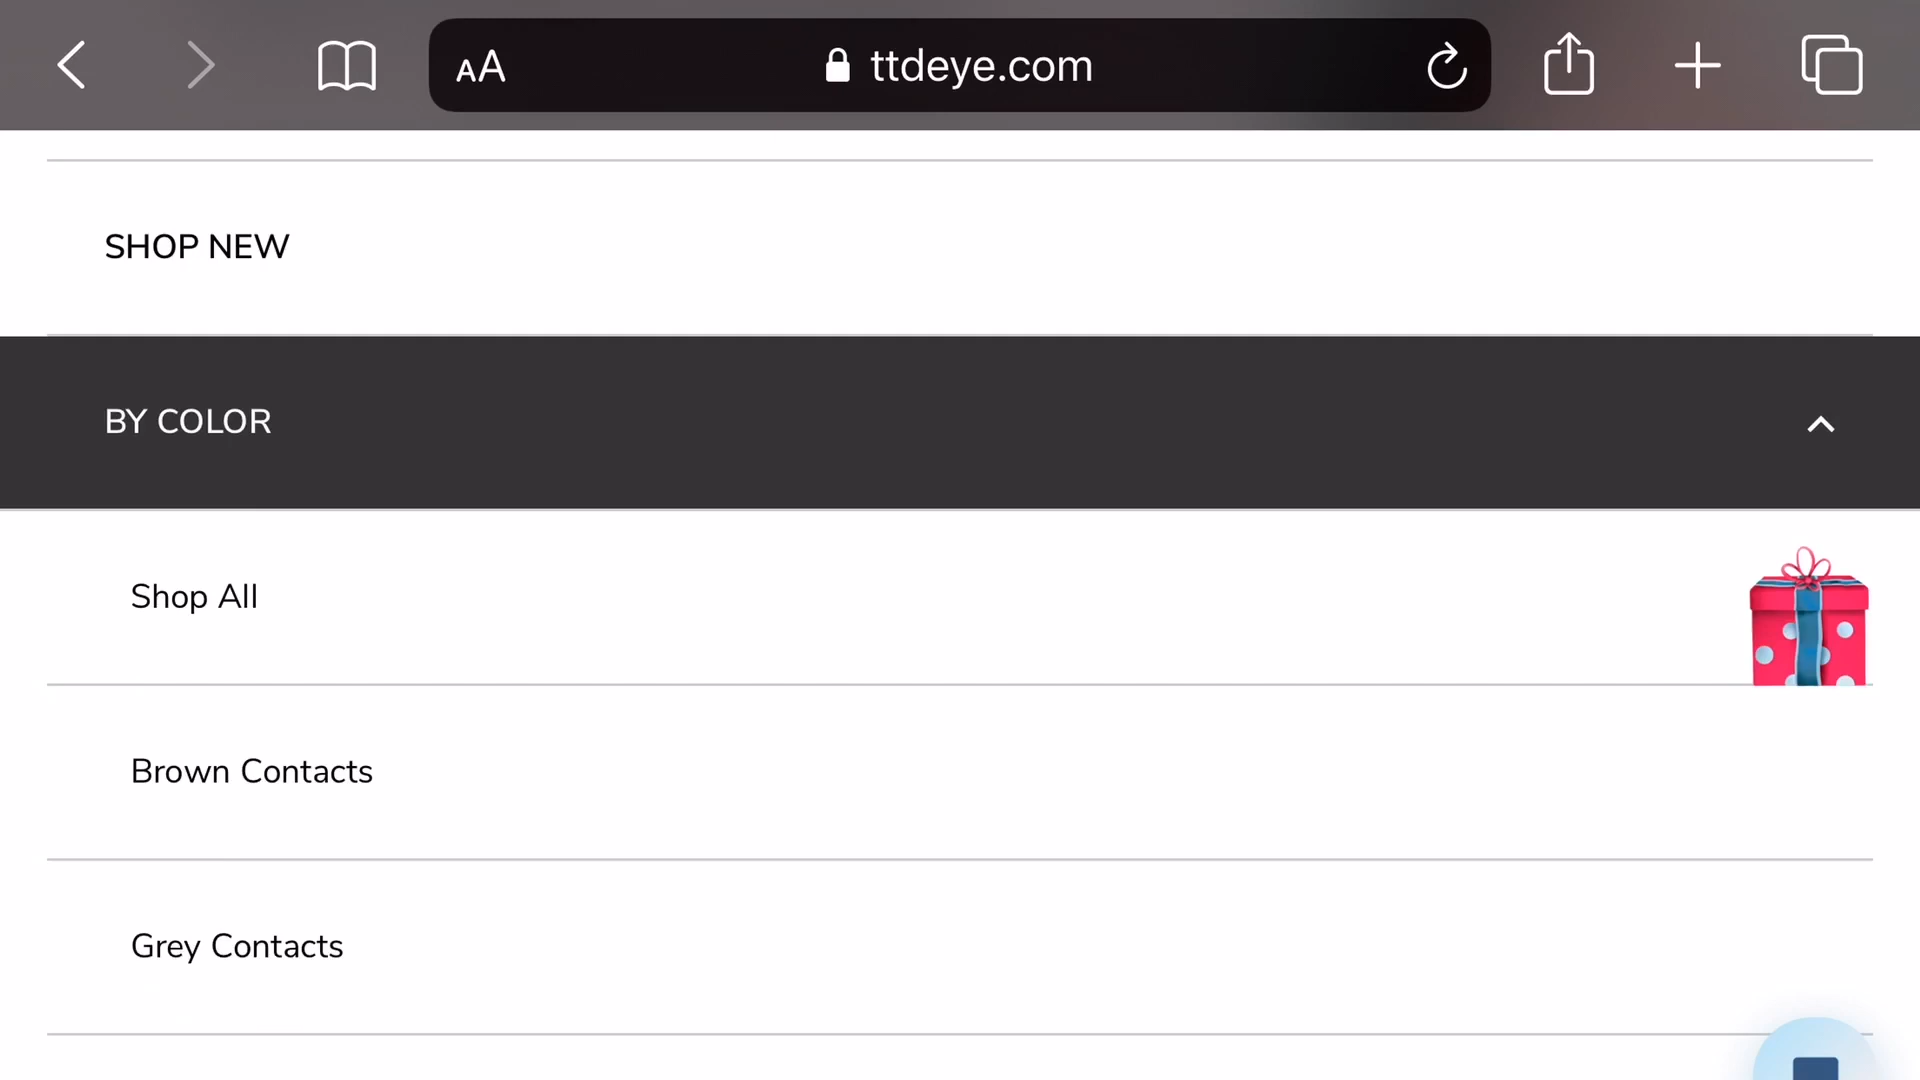 AA
ttdeye.com
SHOP NEW
BY COLOR
Shop All
Brown Contacts
Grey Contacts